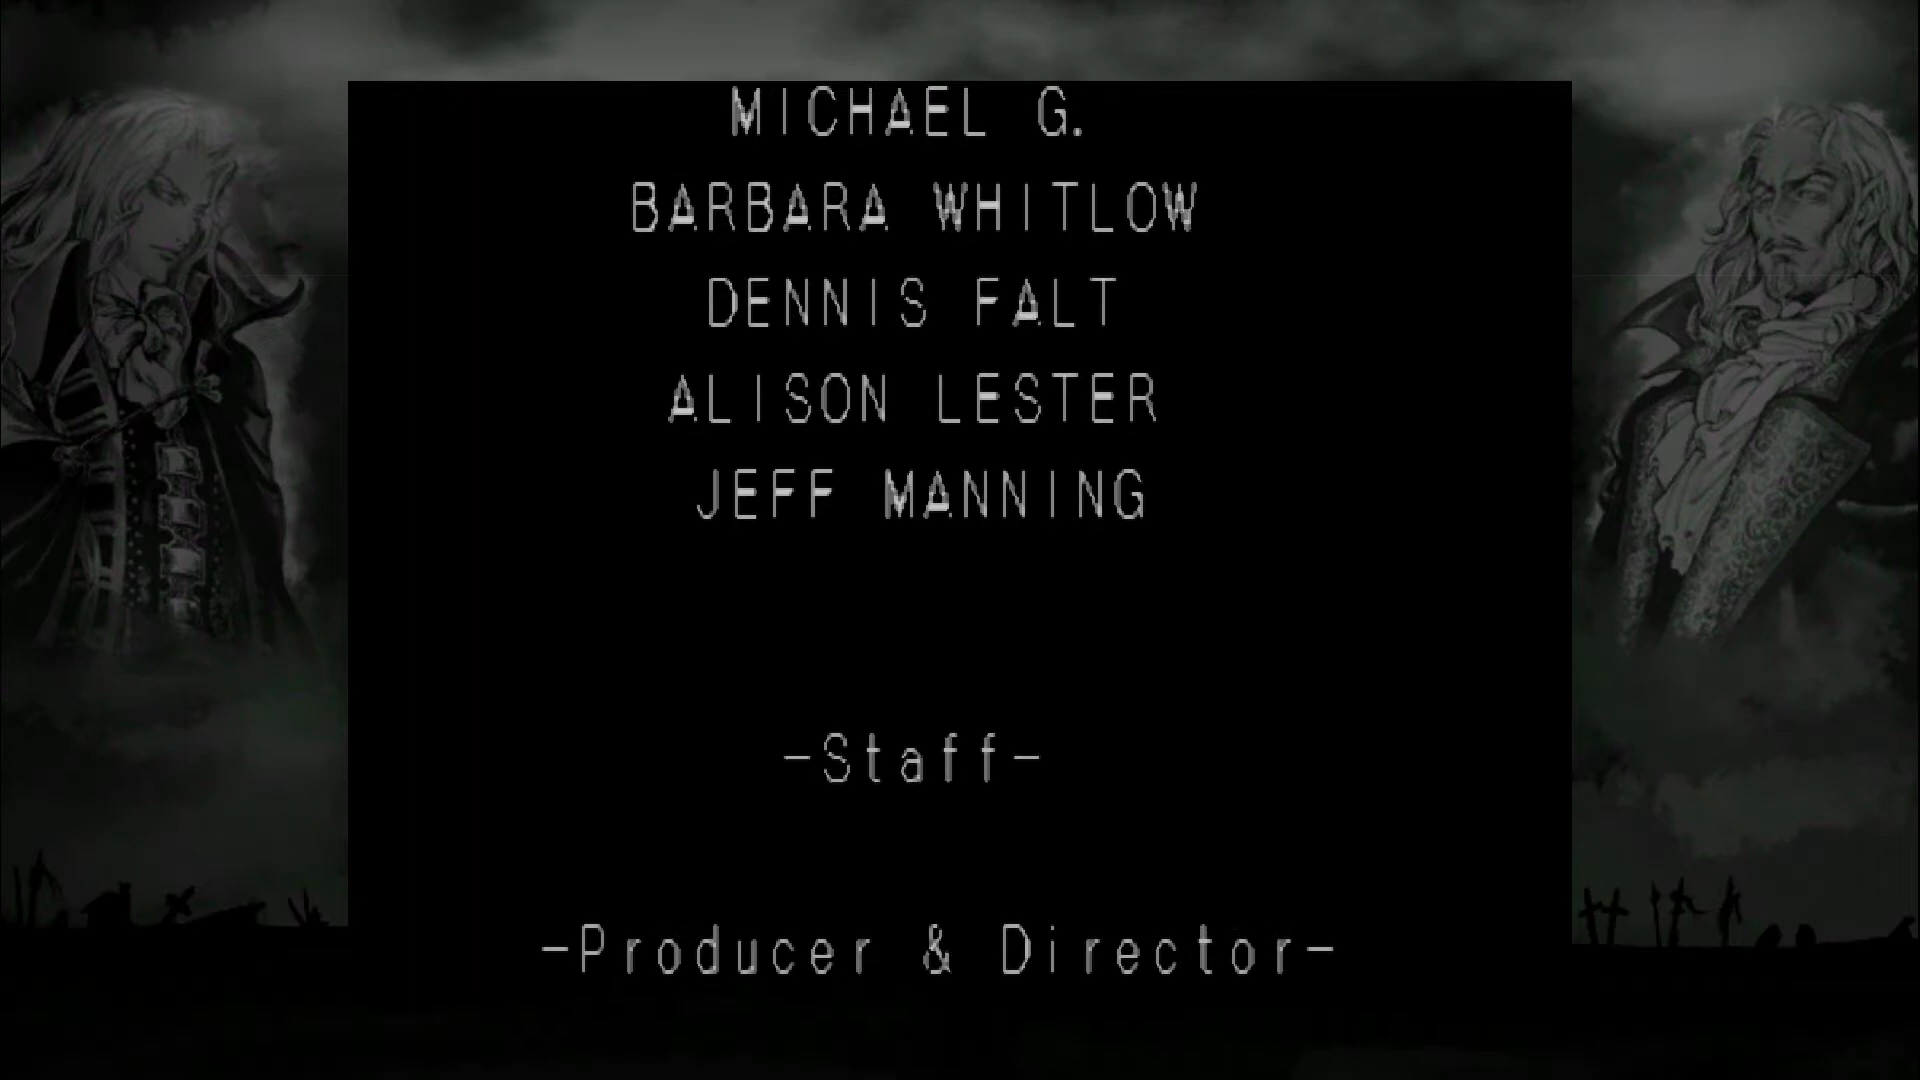 MICHAEL G.
BARBARA WHITLOW
DENNIS FALT
ALISON LESTER
JEFF MANNING
-Staff-
-Producer & Director-